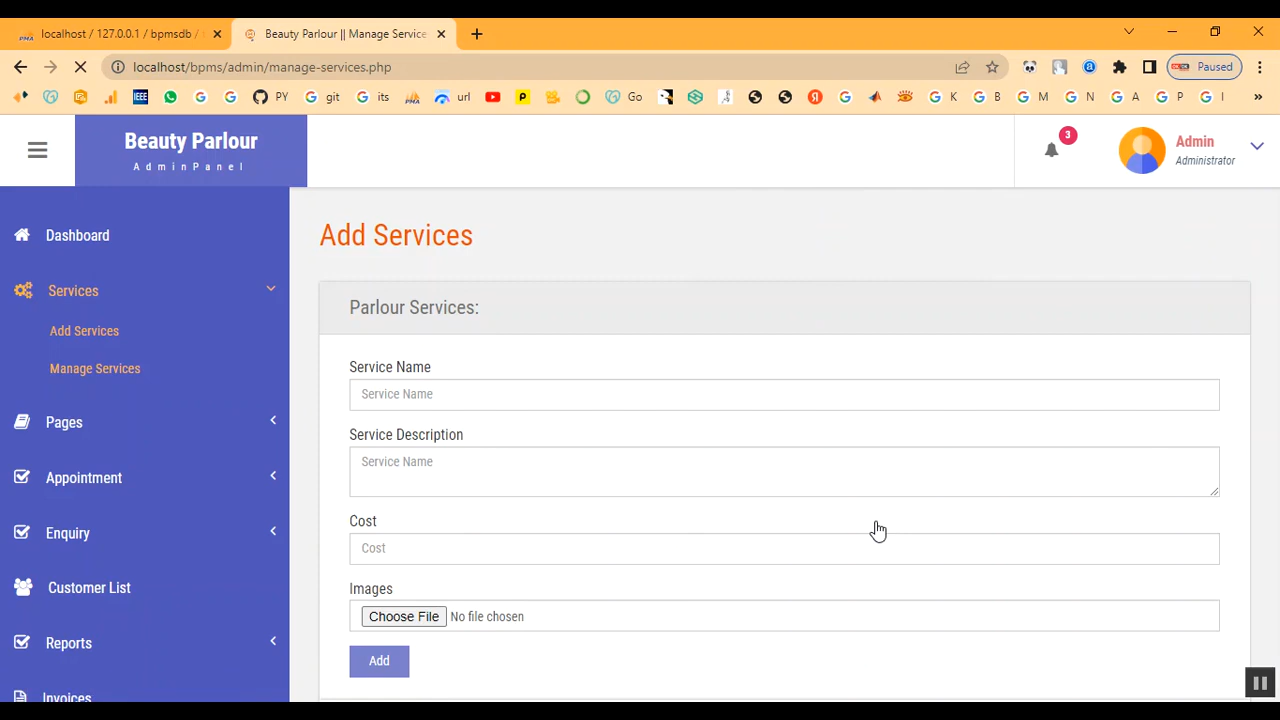 localhost / 127.0.0.1 / bpmsdb /
Beauty Parlour || Manage Service
localhost/bpms/admin/manage-services.php
Paused
IEEE
PY
git
its
PMA
url
Go
K
B
M
N
A
P
I
»
Beauty Parlour
AdminPanel
3
Admin
Administrator
Dashboard
Services
Add Services
Manage Services
Pages
Appointment
Enquiry
Customer List
Reports
Invoices
Add Services
Parlour Services:
Service Name
Service Name
Service Description
Service Name
Cost
Cost
Images
Choose File No file chosen
Add